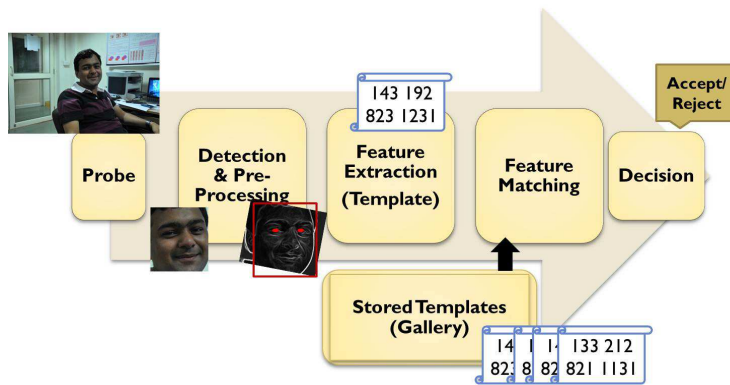 143 192
823 1231
Accept/
Reject
Probe
Detection
& Pre-
Processing
Feature
Extraction
(Template)
Feature
Matching
Decision
Stored Templates
(Gallery)
133 212
821 1131